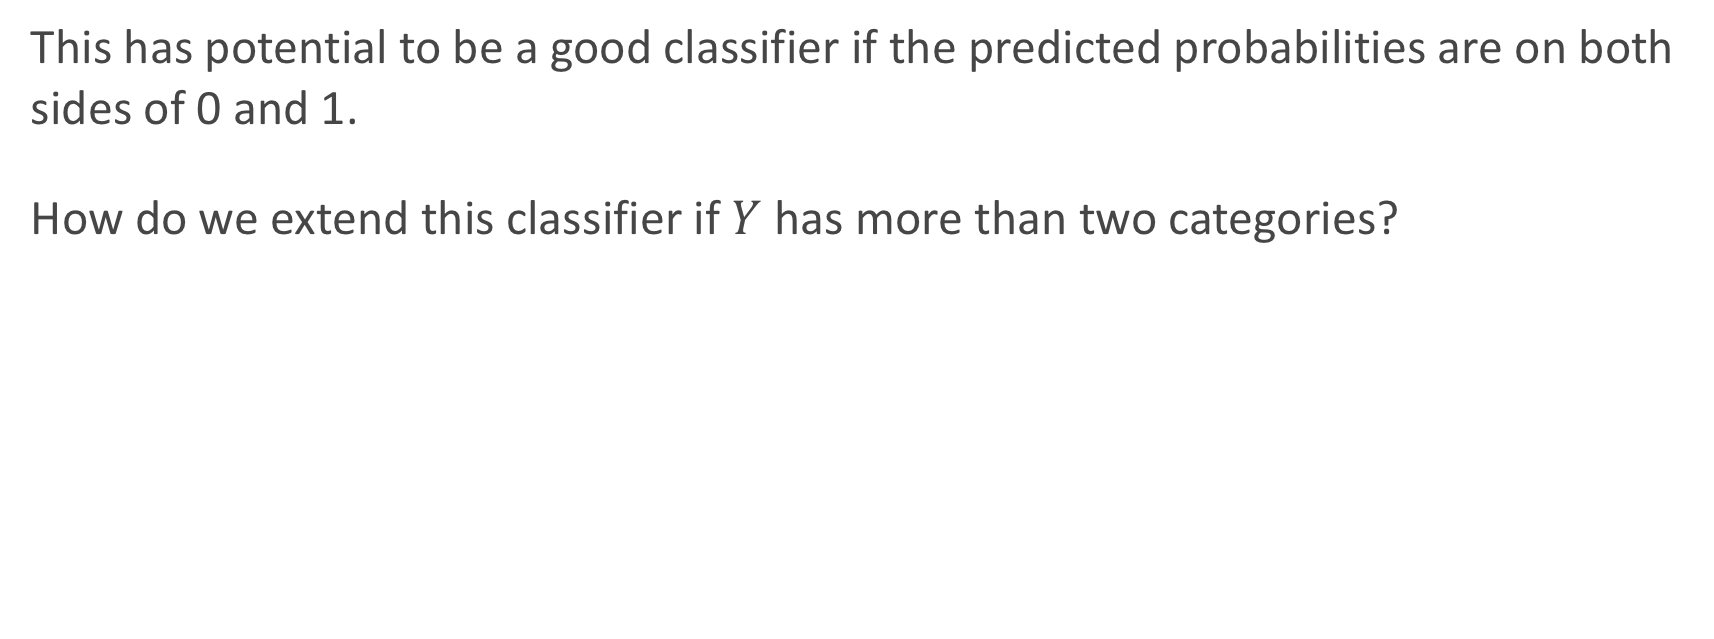 This has potential to be a good classifier if the predicted probabilities are on both
sides of 0 and 1.
How do we extend this classifier if Y has more than two categories?